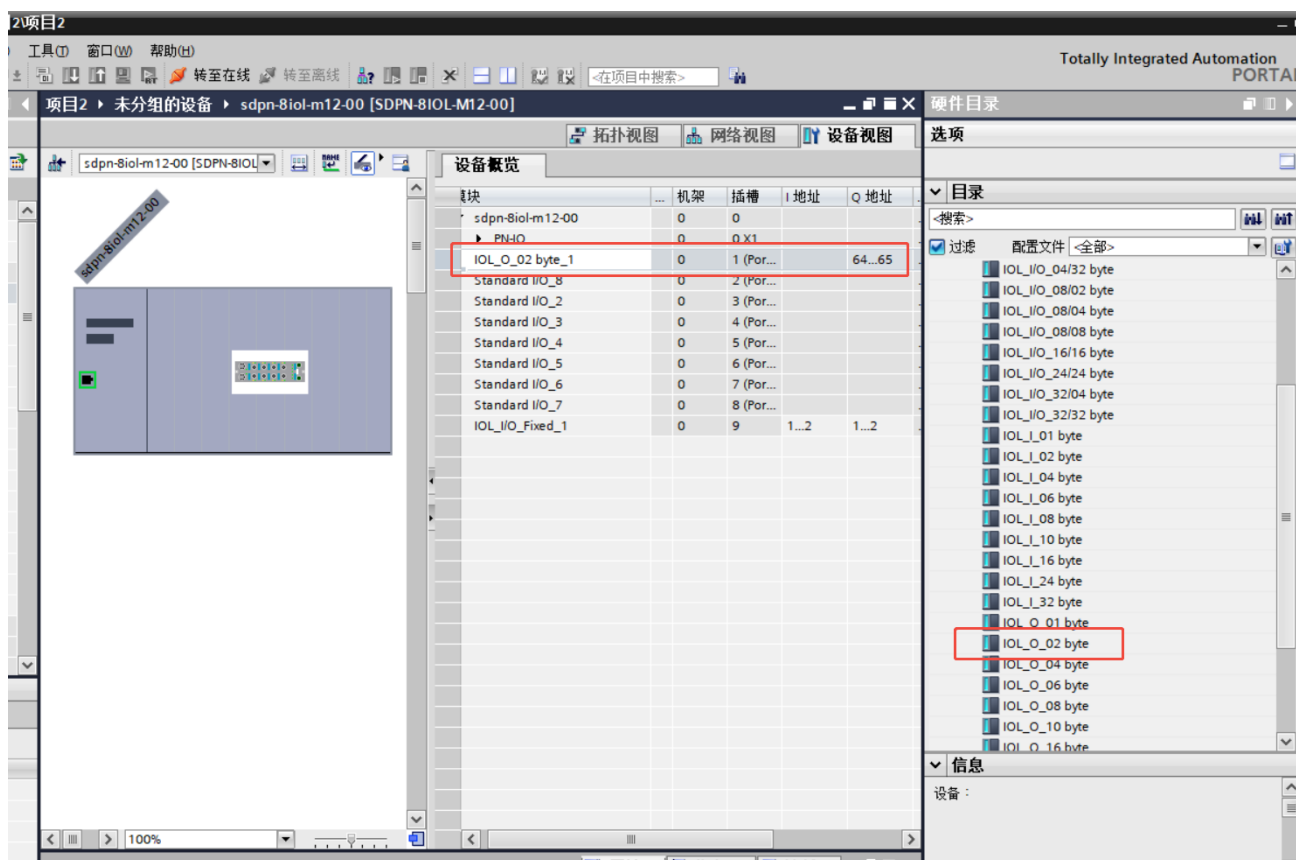 2\项目2
工具(T) 窗口(W) 帮助(H)
Totally Integrated Automation
PORTAL
转至在线 转至离线 <在项目中搜索>
项目2 ▸ 未分组的设备 ▸ sdpn-8iol-m12-00 [SDPN-8IOL-M12-00]
硬件目录
拓扑视图 网络视图 设备视图
选项
sdpn-8iol-m12-00 [SDPN-8IOL
设备概览
sdpn-8iol-m12-00
块 ... 机架 插槽 I 地址 Q 地址
sdpn-8iol-m12-00 0 0
PN-IO 0 0 X1
IOL_O_02 byte_1 0 1 (Por... 64...65
Standard I/O_8 0 2 (Por...
Standard I/O_2 0 3 (Por...
Standard I/O_3 0 4 (Por...
Standard I/O_4 0 5 (Por...
Standard I/O_5 0 6 (Por...
Standard I/O_6 0 7 (Por...
Standard I/O_7 0 8 (Por...
IOL_I/O_Fixed_1 0 9 1...2 1...2
100%
目录
<搜索>
过滤 配置文件 <全部>
IOL_I/O_04/32 byte
IOL_I/O_08/02 byte
IOL_I/O_08/04 byte
IOL_I/O_08/08 byte
IOL_I/O_16/16 byte
IOL_I/O_24/24 byte
IOL_I/O_32/04 byte
IOL_I/O_32/32 byte
IOL_I_01 byte
IOL_I_02 byte
IOL_I_04 byte
IOL_I_06 byte
IOL_I_08 byte
IOL_I_10 byte
IOL_I_16 byte
IOL_I_24 byte
IOL_I_32 byte
IOL_O_01 byte
IOL_O_02 byte
IOL_O_04 byte
IOL_O_06 byte
IOL_O_08 byte
IOL_O_10 byte
IOL_O_16 byte
信息
设备：